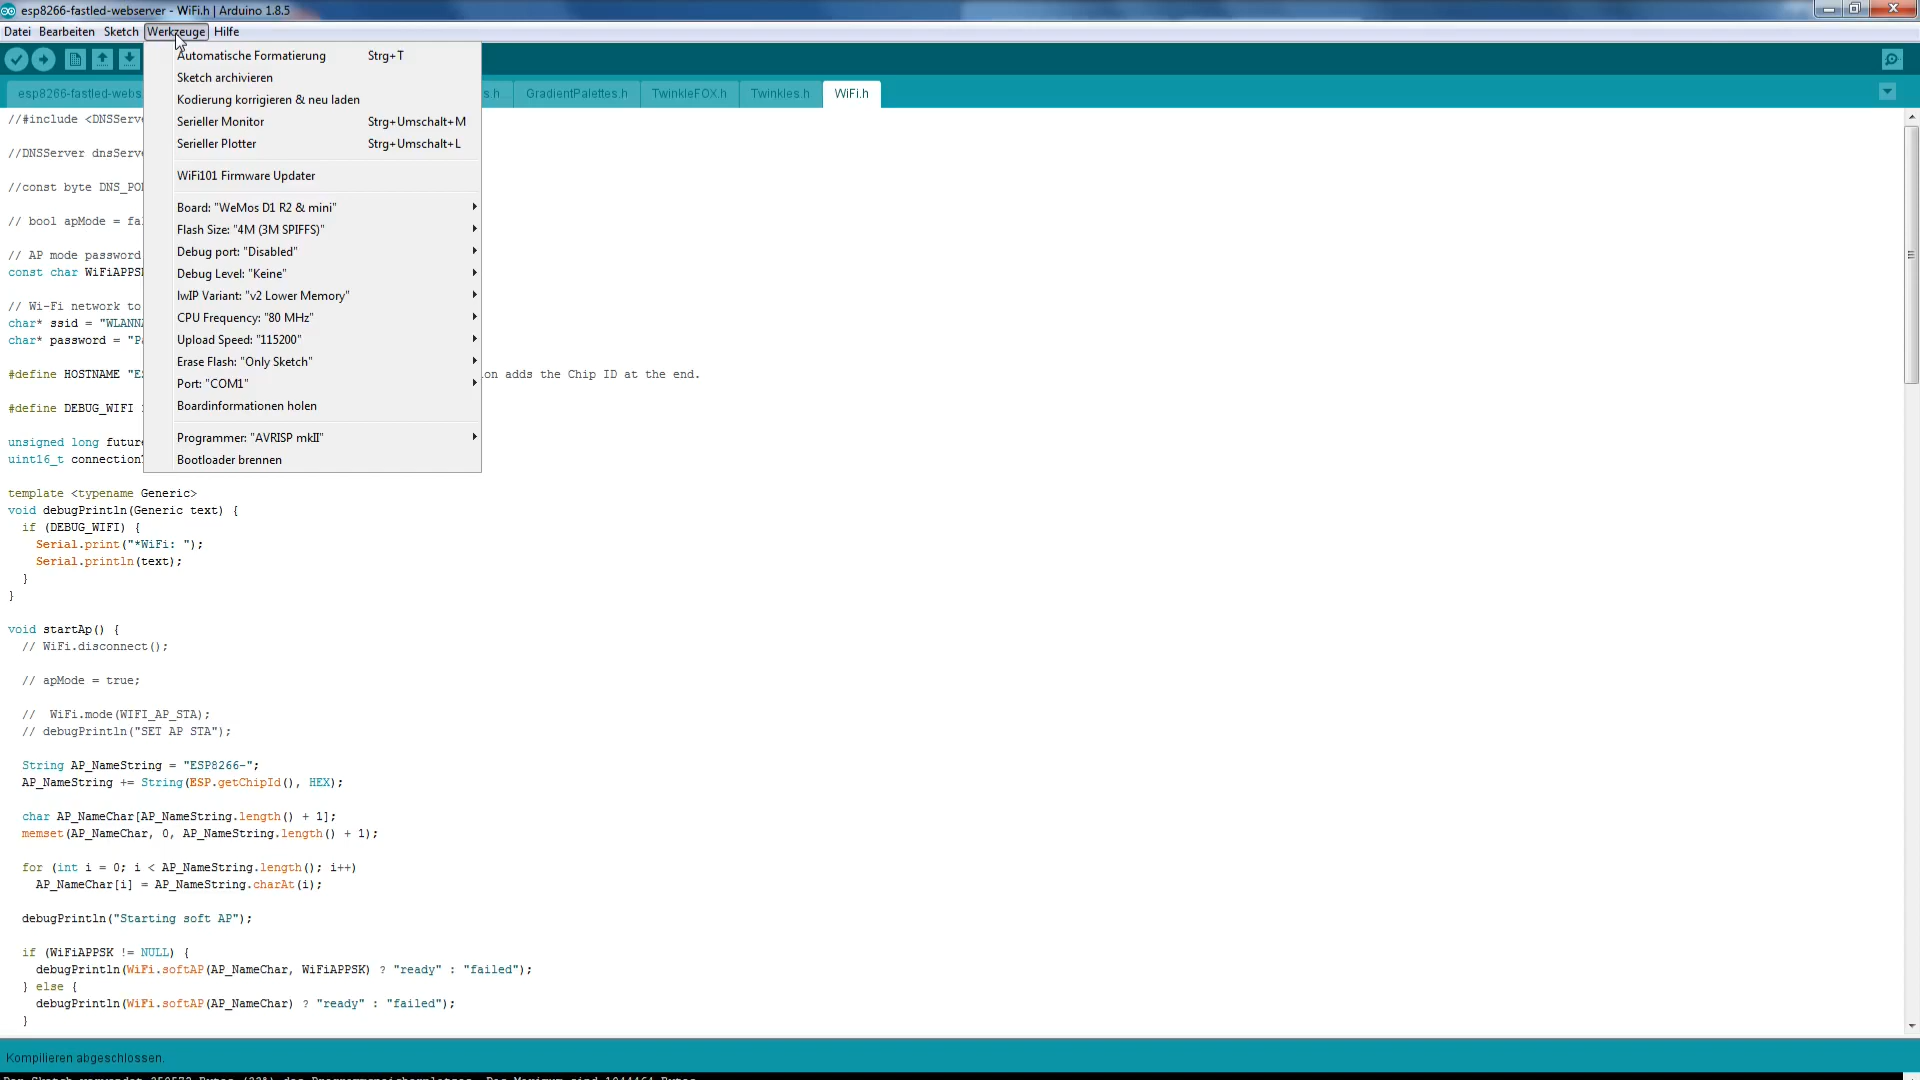 esp8266-fastled-webserver - WiFi.h | Arduino 1.8.5
Datei Bearbeiten Sketch Werkzeuge Hilfe
Automatische Formatierung Strg+T
Sketch archivieren
Kodierung korrigieren & neu laden
Serieller Monitor Strg+Umschalt+M
Serieller Plotter Strg+Umschalt+L
WiFi101 Firmware Updater
Board: "WeMos D1 R2 & mini"
Flash Size: "4M (3M SPIFFS)"
Debug port: "Disabled"
Debug Level: "Keine"
lwIP Variant: "v2 Lower Memory"
CPU Frequency: "80 MHz"
Upload Speed: "115200"
Erase Flash: "Only Sketch"
Port: "COM1"
Boardinformationen holen
Programmer: "AVRISP mkII"
Bootloader brennen
esp8266-fastled-webs s.h GradientPalettes.h TwinkleFOX.h Twinkles.h WiFi.h
//#include <DNSServe
//DNSServer dnsServe
//const byte DNS_PO
// bool apMode = fal
// AP mode password
const char WiFiAPPSK
// Wi-Fi network to
char* ssid = "WLANNA
char* password = "Pa
#define HOSTNAME "ES on adds the Chip ID at the end.
#define DEBUG_WIFI
unsigned long future
uint16_t connectionT
template <typename Generic>
void debugPrintln(Generic text) {
if (DEBUG_WIFI) {
Serial.print("*WiFi: ");
Serial.println(text);
}
}
void startAp() {
// WiFi.disconnect();
// apMode = true;
//  WiFi.mode(WIFI_AP_STA);
// debugPrintln("SET AP STA");
String AP_NameString = "ESP8266-";
AP_NameString += String(ESP.getChipId(), HEX);
char AP_NameChar[AP_NameString.length() + 1];
memset(AP_NameChar, 0, AP_NameString.length() + 1);
for (int i = 0; i < AP_NameString.length(); i++)
AP_NameChar[i] = AP_NameString.charAt(i);
debugPrintln("Starting soft AP");
if (WiFiAPPSK != NULL) {
debugPrintln(WiFi.softAP(AP_NameChar, WiFiAPPSK) ? "ready" : "failed");
} else {
debugPrintln(WiFi.softAP(AP_NameChar) ? "ready" : "failed");
}
Kompilieren abgeschlossen.